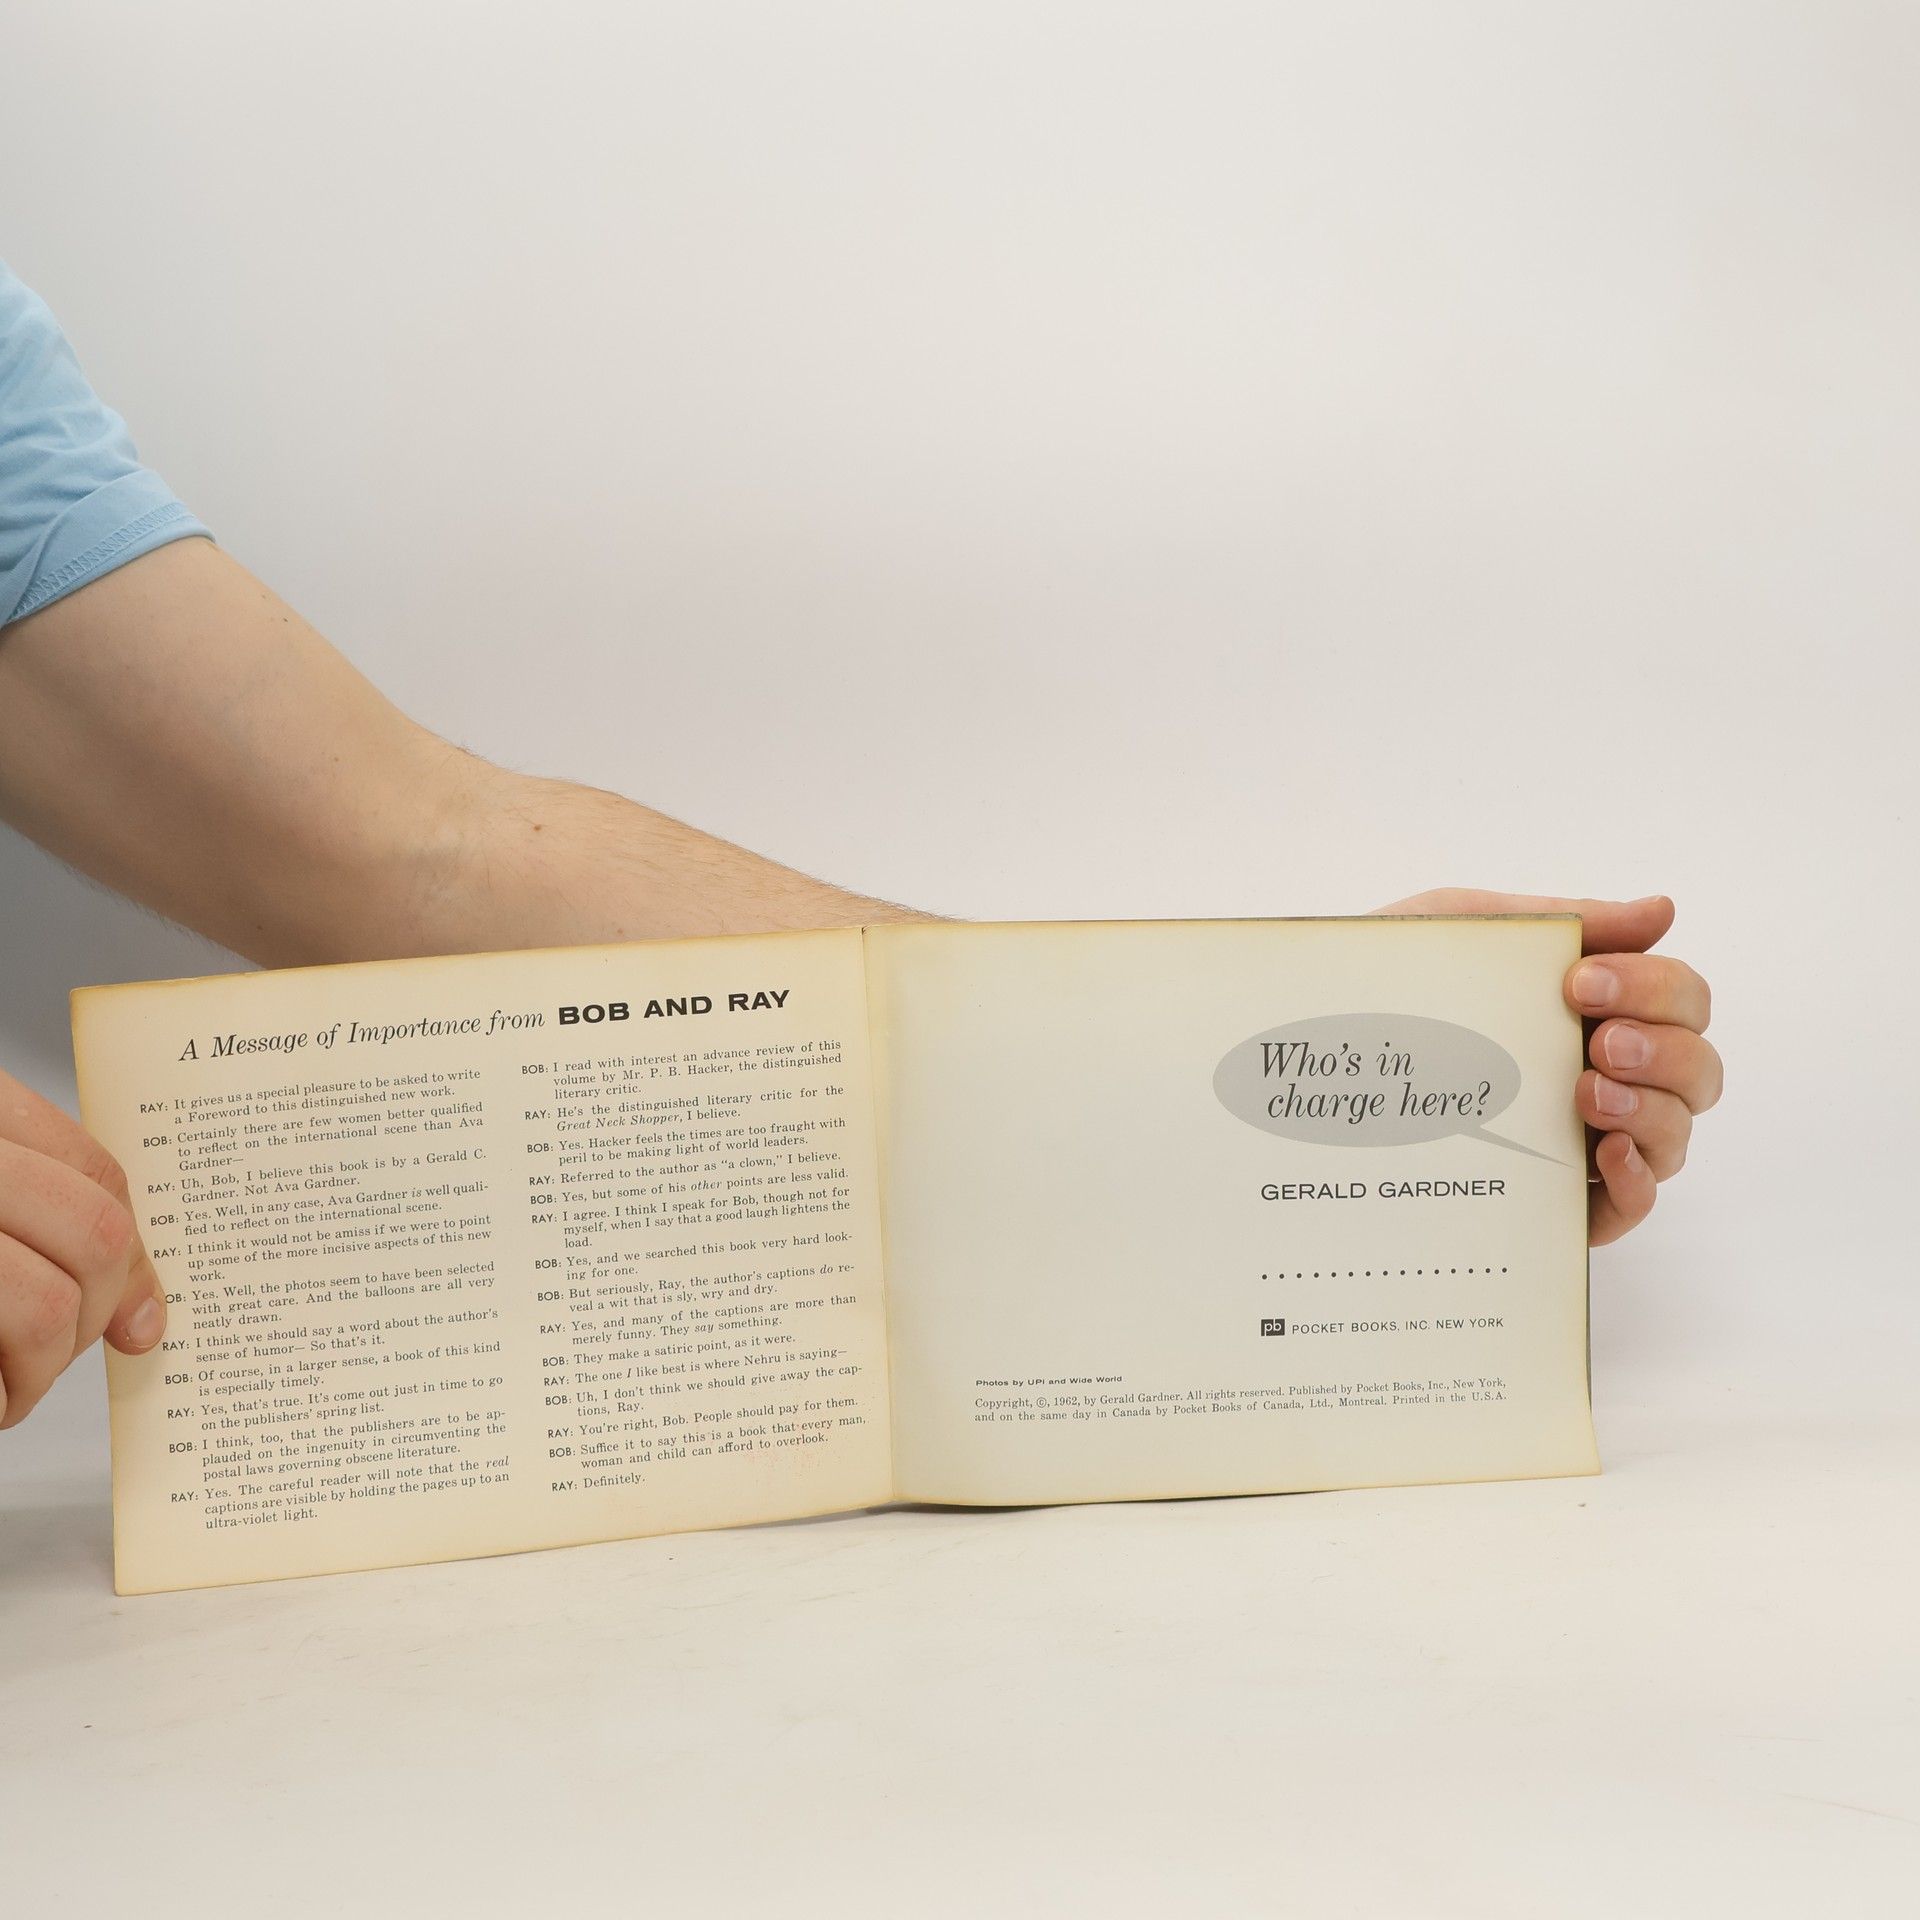 A Message of Importance from BOB AND RAY
RAY: It gives us a special pleasure to be asked to write
a Foreword to this distinguished new work.
BOB: Certainly there are few women better qualified
to reflect on the international scene than Ava
Gardner—
RAY: Uh, Bob, I believe this book is by a Gerald C.
Gardner. Not Ava Gardner.
BOB: Yes. Well, in any case, Ava Gardner is well quali-
fied to reflect on the international scene.
RAY: I think it would not be amiss if we were to point
up some of the more incisive aspects of this new
work.
OB: Yes. Well, the photos seem to have been selected
with great care. And the balloons are all very
neatly drawn.
RAY: I think we should say a word about the author's
sense of humor— So that's it.
BOB: Of course, in a larger sense, a book of this kind
is especially timely.
RAY: Yes, that's true. It's come out just in time to go
on the publishers' spring list.
BOB: I think, too, that the publishers are to be ap-
plauded on the ingenuity in circumventing the
postal laws governing obscene literature.
RAY: Yes. The careful reader will note that the real
captions are visible by holding the pages up to an
ultra-violet light.
BOB: I read with interest an advance review of this
volume by Mr. P. B. Hacker, the distinguished
literary critic.
RAY: He's the distinguished literary critic for the
Great Neck Shopper, I believe.
BOB: Yes. Hacker feels the times are too fraught with
peril to be making light of world leaders.
RAY: Referred to the author as "a clown," I believe.
BOB: Yes, but some of his other points are less valid.
RAY: I agree. I think I speak for Bob, though not for
myself, when I say that a good laugh lightens the
load.
BOB: Yes, and we searched this book very hard look-
ing for one.
BOB: But seriously, Ray, the author's captions do re-
veal a wit that is sly, wry and dry.
RAY: Yes, and many of the captions are more than
merely funny. They say something.
BOB: They make a satiric point, as it were.
RAY: The one I like best is where Nehru is saying—
BOB: Uh, I don't think we should give away the cap-
tions, Ray.
RAY: You're right, Bob. People should pay for them.
BOB: Suffice it to say this is a book that every man,
woman and child can afford to overlook.
RAY: Definitely.
Who's in
charge here?
GERALD GARDNER
pb POCKET BOOKS, INC. NEW YORK
Photos by UPI and Wide World
Copyright, ©, 1962, by Gerald Gardner. All rights reserved. Published by Pocket Books, Inc., New York,
and on the same day in Canada by Pocket Books of Canada, Ltd., Montreal. Printed in the U.S.A.